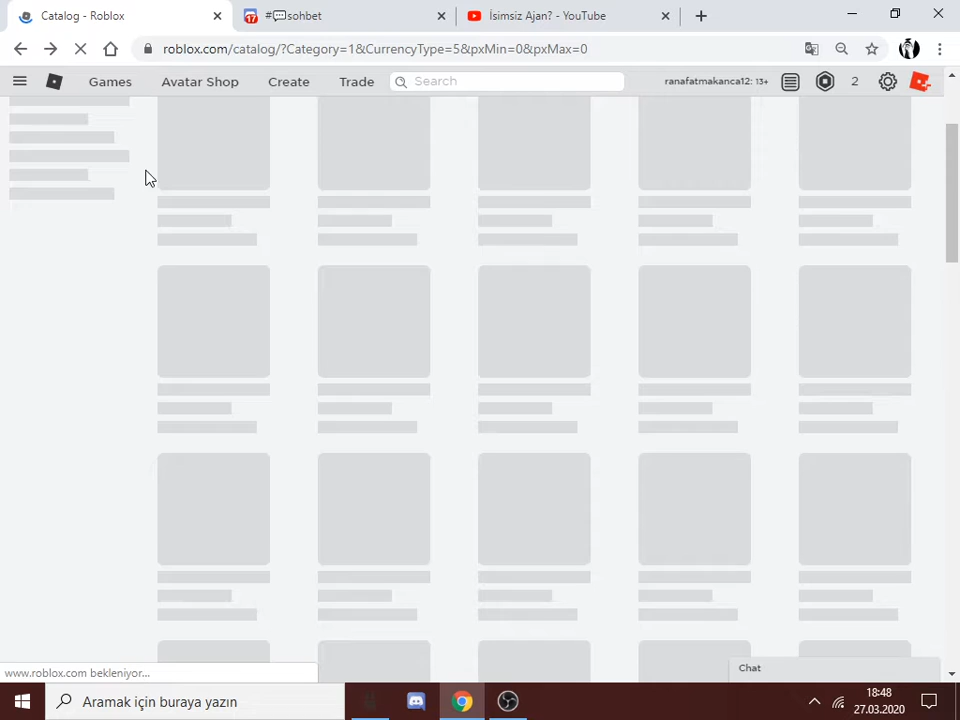 Catalog - Roblox
17
#💬sohbet
İsimsiz Ajan? - YouTube
roblox.com/catalog/?Category=1&CurrencyType=5&pxMin=0&pxMax=0
Games
Avatar Shop
Create
Trade
Search
ranafatmakanca12: 13+
2
Chat
www.roblox.com bekleniyor...
Aramak için buraya yazın
18:48
27.03.2020